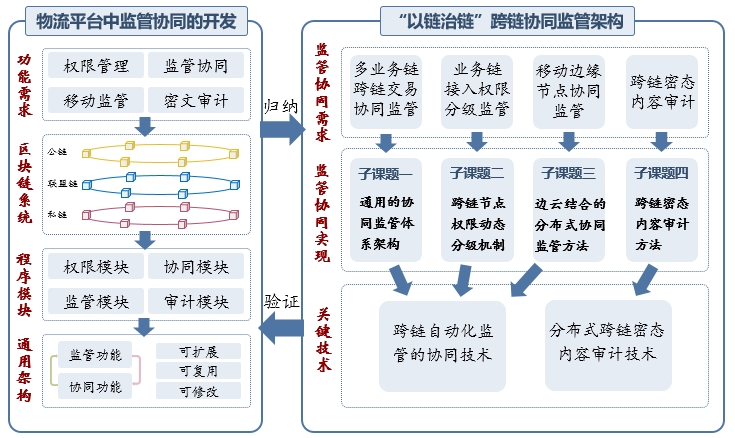 物流平台中监管协同的开发
功能需求
权限管理
监管协同
移动监管
密文审计
区块链系统
公链
联盟链
私链
程序模块
权限模块
协同模块
监管模块
审计模块
通用架构
监管功能
协同功能
可扩展
可复用
可修改
归纳
验证
“以链治链”跨链协同监管架构
监管协同需求
多业务链
跨链交易
协同监管
业务链
接入权限
分级监管
移动边缘
节点协同
监管
跨链密态
内容审计
监管协同实现
子课题一
通用的协
同监管体
系架构
子课题二
跨链节点
权限动态
分级机制
子课题三
边云结合的
分布式协同
监管方法
子课题四
跨链密态
内容审计
方法
关键技术
跨链自动化监
管的协同技术
分布式跨链密态
内容审计技术